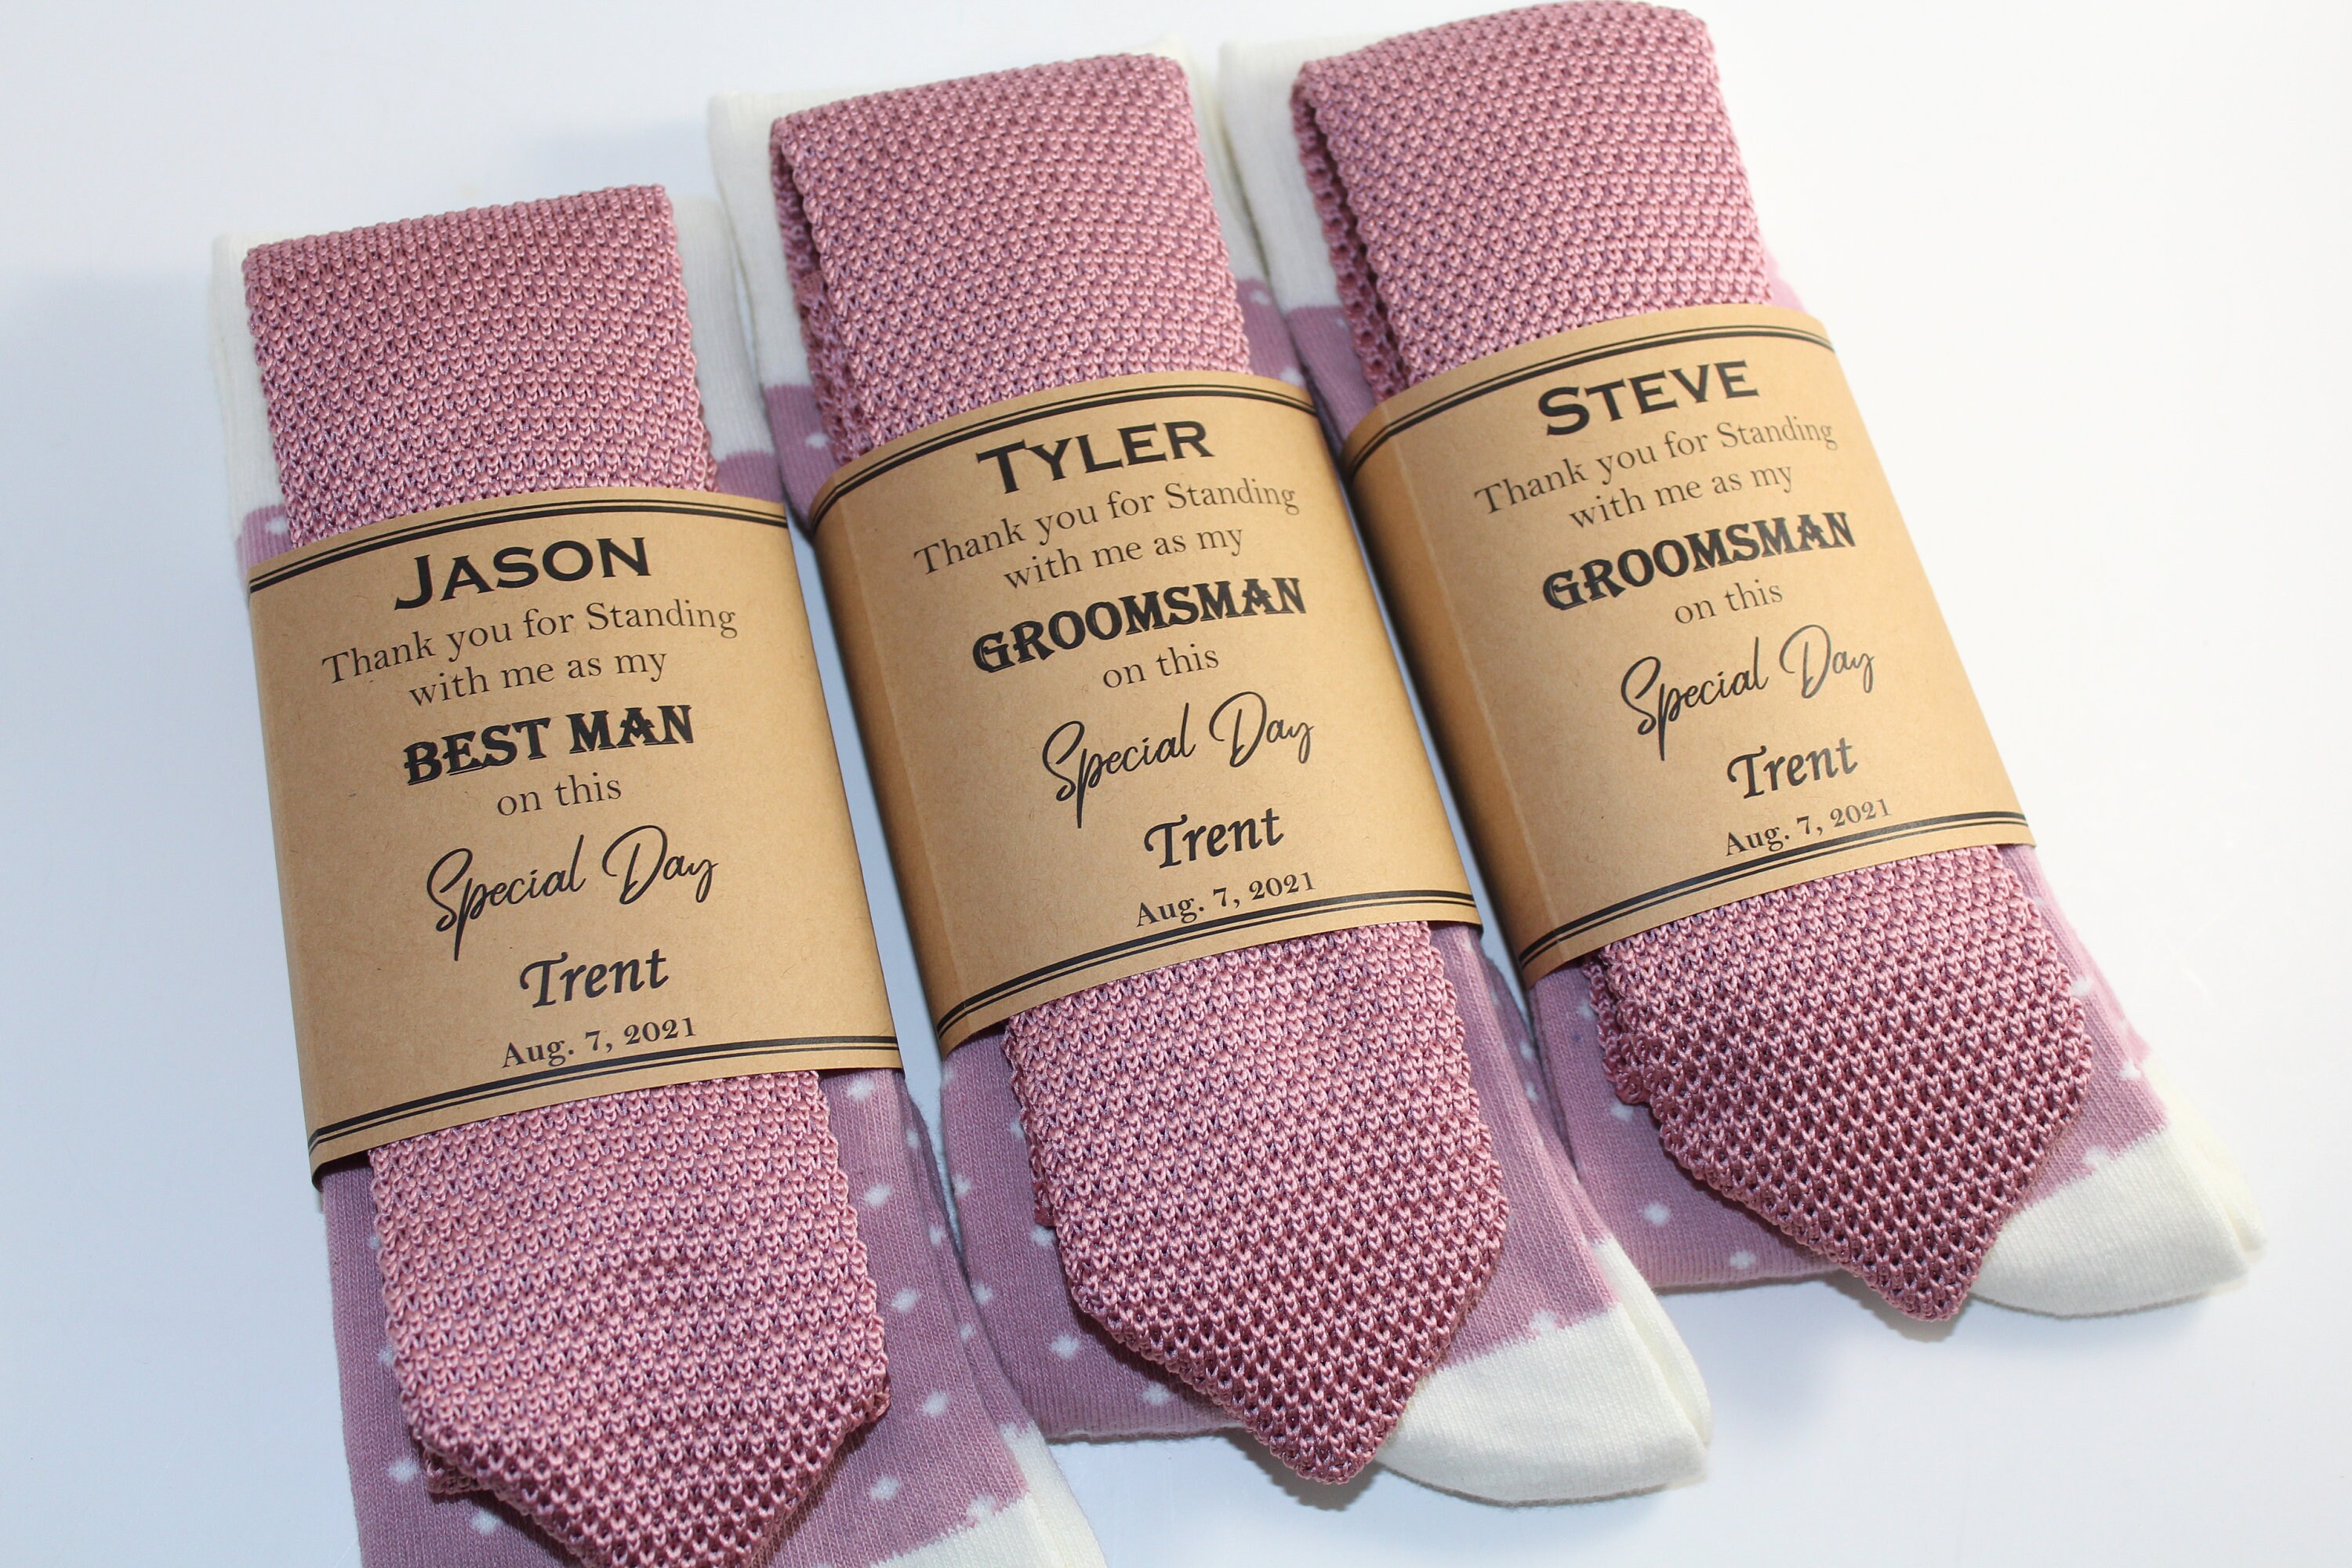 JASON
Thank you for Standing
with me as my
BEST MAN
on this
Special Day
Trent
Aug. 7, 2021
TYLER
Thank you for Standing
with me as my
GROOMSMAN
on this
Special Day
Trent
Aug. 7, 2021
STEVE
Thank you for Standing
with me as my
GROOMSMAN
on this
Special Day
Trent
Aug. 7, 2021